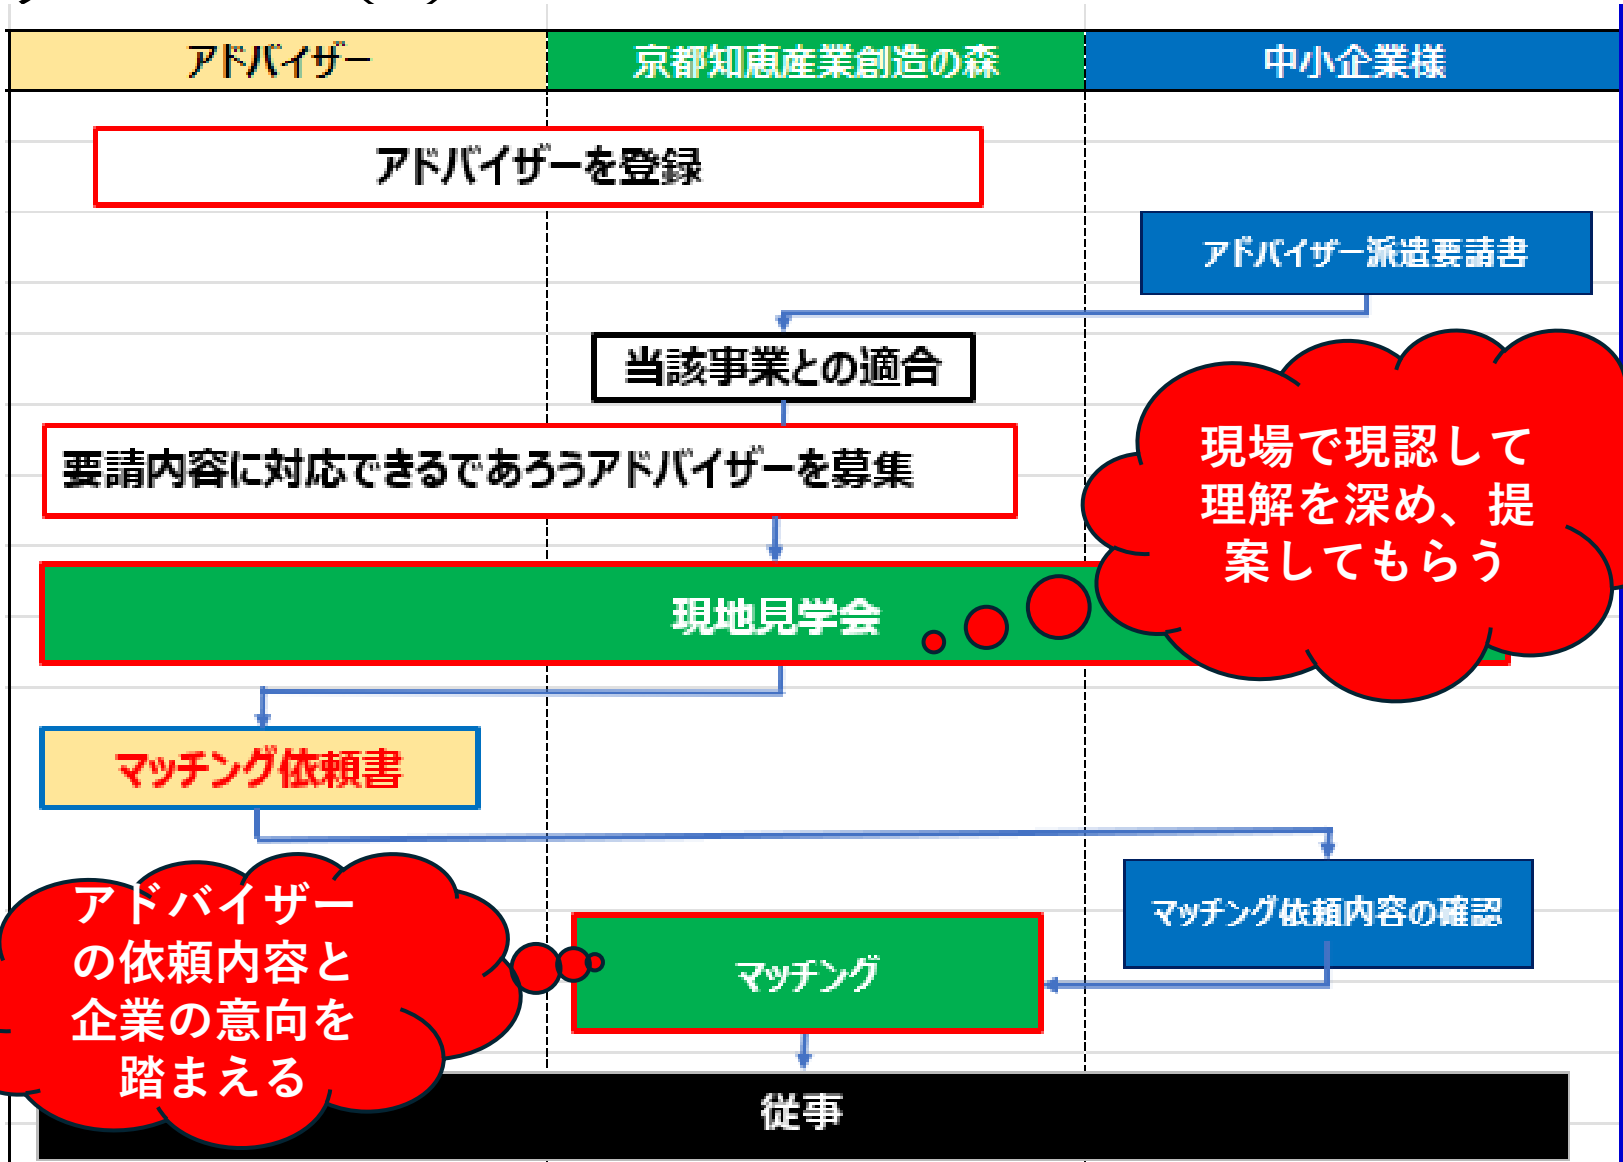 アドバイザー
京都知恵産業創造の森
中小企業様
アドバイザーを登録
アドバイザー派遣要請書
当該事業との適合
要請内容に対応できるであろうアドバイザーを募集
現場で現認して
理解を深め、提
案してもらう
現地見学会
マッチング依頼書
マッチング依頼内容の確認
アドバイザー
の依頼内容と
企業の意向を
踏まえる
マッチング
従事